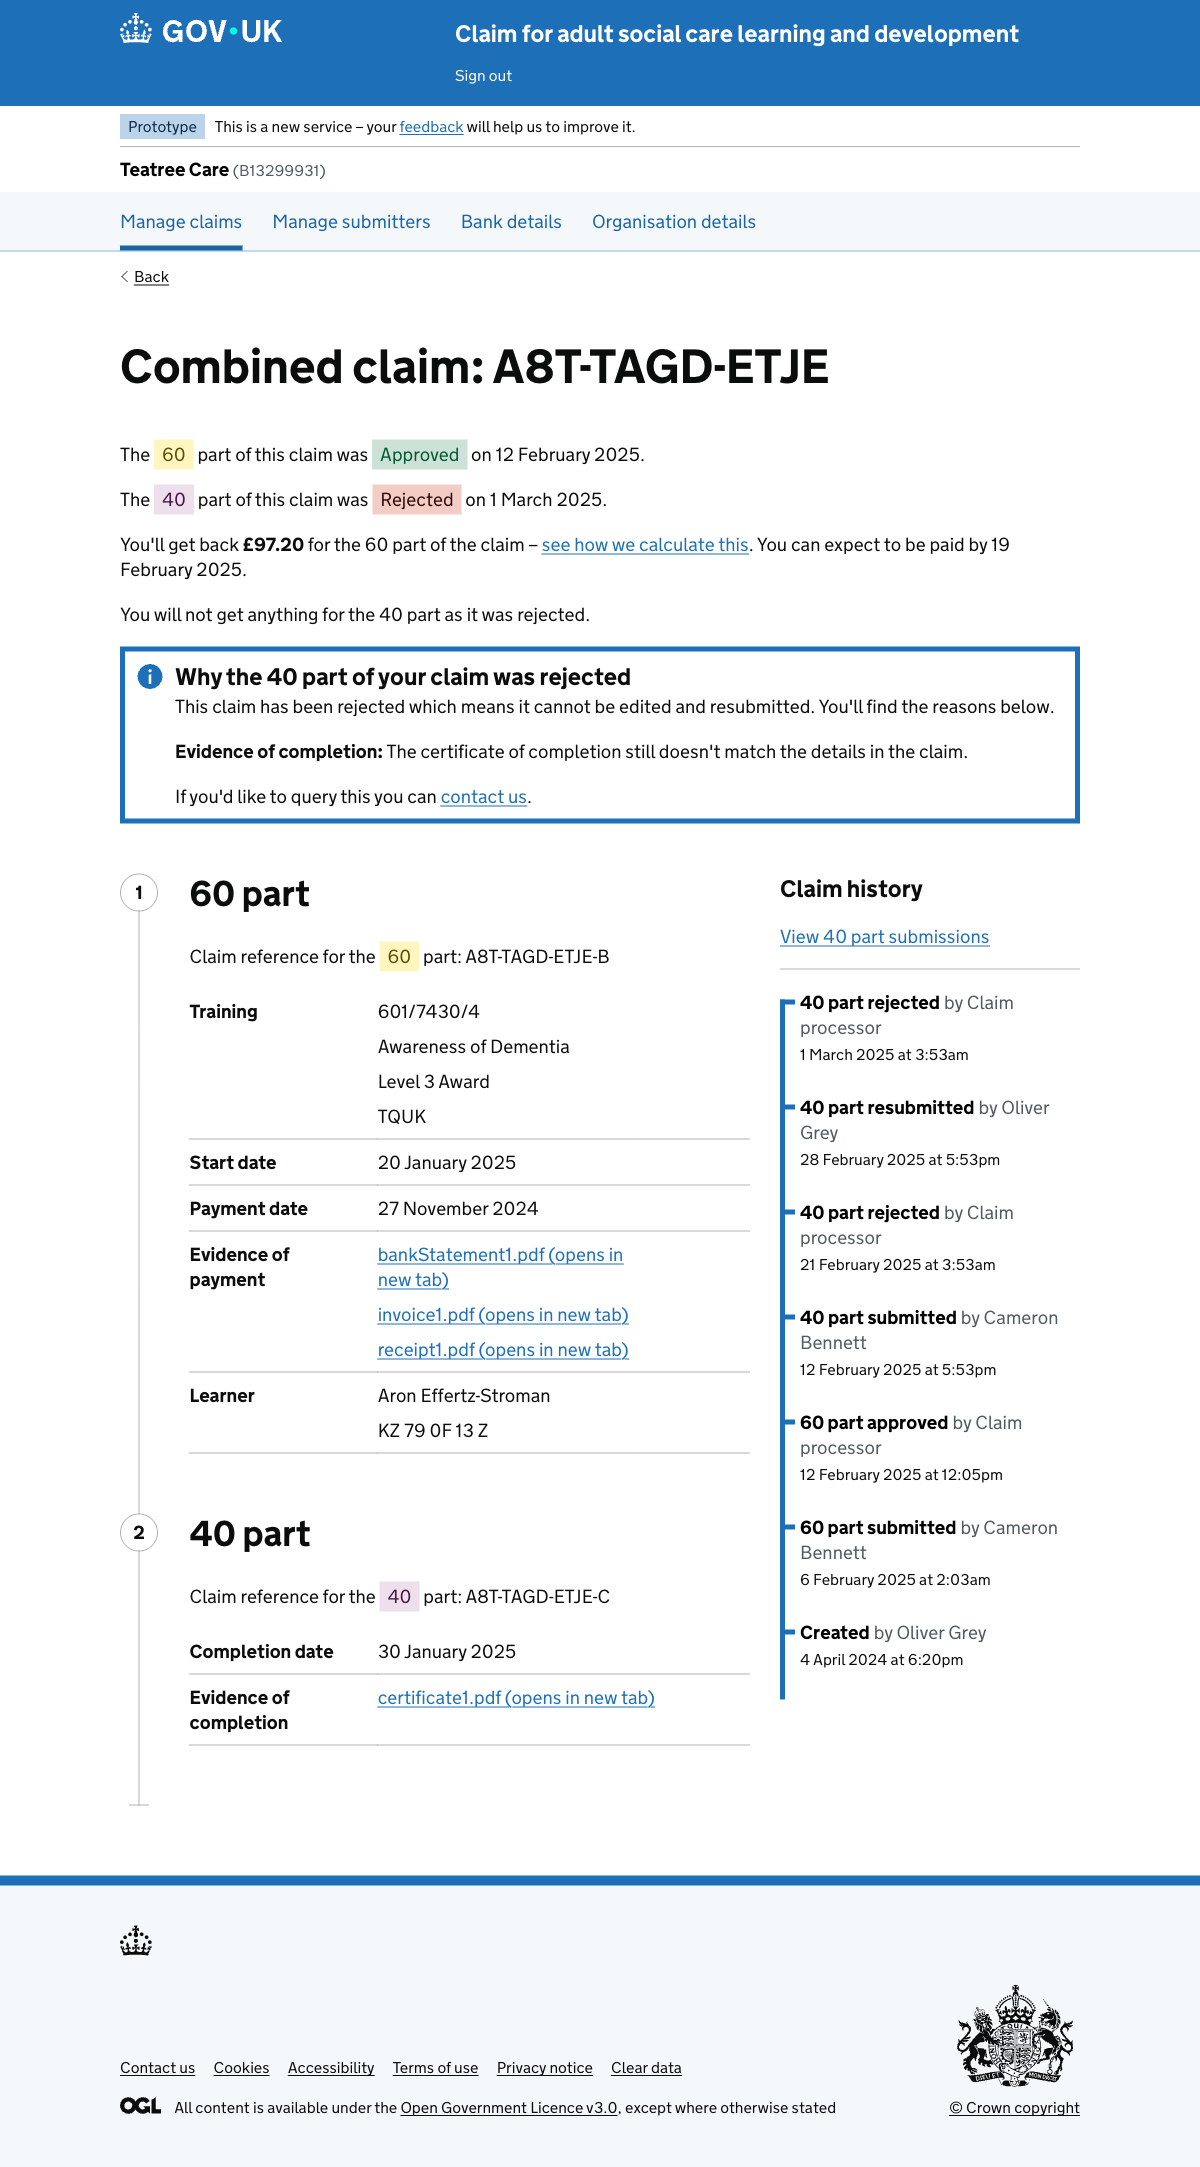 GOV·UK
Claim for adult social care learning and development
Sign out
Prototype
This is a new service – your feedback will help us to improve it.
Teatree Care (B13299931)
Manage claims
Manage submitters
Bank details
Organisation details
Back
Combined claim: A8T-TAGD-ETJE
The 60 part of this claim was Approved on 12 February 2025.
The 40 part of this claim was Rejected on 1 March 2025.
You'll get back £97.20 for the 60 part of the claim – see how we calculate this. You can expect to be paid by 19
February 2025.
You will not get anything for the 40 part as it was rejected.
Why the 40 part of your claim was rejected
This claim has been rejected which means it cannot be edited and resubmitted. You'll find the reasons below.
Evidence of completion: The certificate of completion still doesn't match the details in the claim.
If you'd like to query this you can contact us.
1
60 part
Claim reference for the 60 part: A8T-TAGD-ETJE-B
Training
601/7430/4
Awareness of Dementia
Level 3 Award
TQUK
Start date
20 January 2025
Payment date
27 November 2024
Evidence of
payment
bankStatement1.pdf (opens in
new tab)
invoice1.pdf (opens in new tab)
receipt1.pdf (opens in new tab)
Learner
Aron Effertz-Stroman
KZ 79 0F 13 Z
2
40 part
Claim reference for the 40 part: A8T-TAGD-ETJE-C
Completion date
30 January 2025
Evidence of
completion
certificate1.pdf (opens in new tab)
Claim history
View 40 part submissions
40 part rejected by Claim
processor
1 March 2025 at 3:53am
40 part resubmitted by Oliver
Grey
28 February 2025 at 5:53pm
40 part rejected by Claim
processor
21 February 2025 at 3:53am
40 part submitted by Cameron
Bennett
12 February 2025 at 5:53pm
60 part approved by Claim
processor
12 February 2025 at 12:05pm
60 part submitted by Cameron
Bennett
6 February 2025 at 2:03am
Created by Oliver Grey
4 April 2024 at 6:20pm
Contact us
Cookies
Accessibility
Terms of use
Privacy notice
Clear data
OGL
All content is available under the Open Government Licence v3.0, except where otherwise stated
© Crown copyright